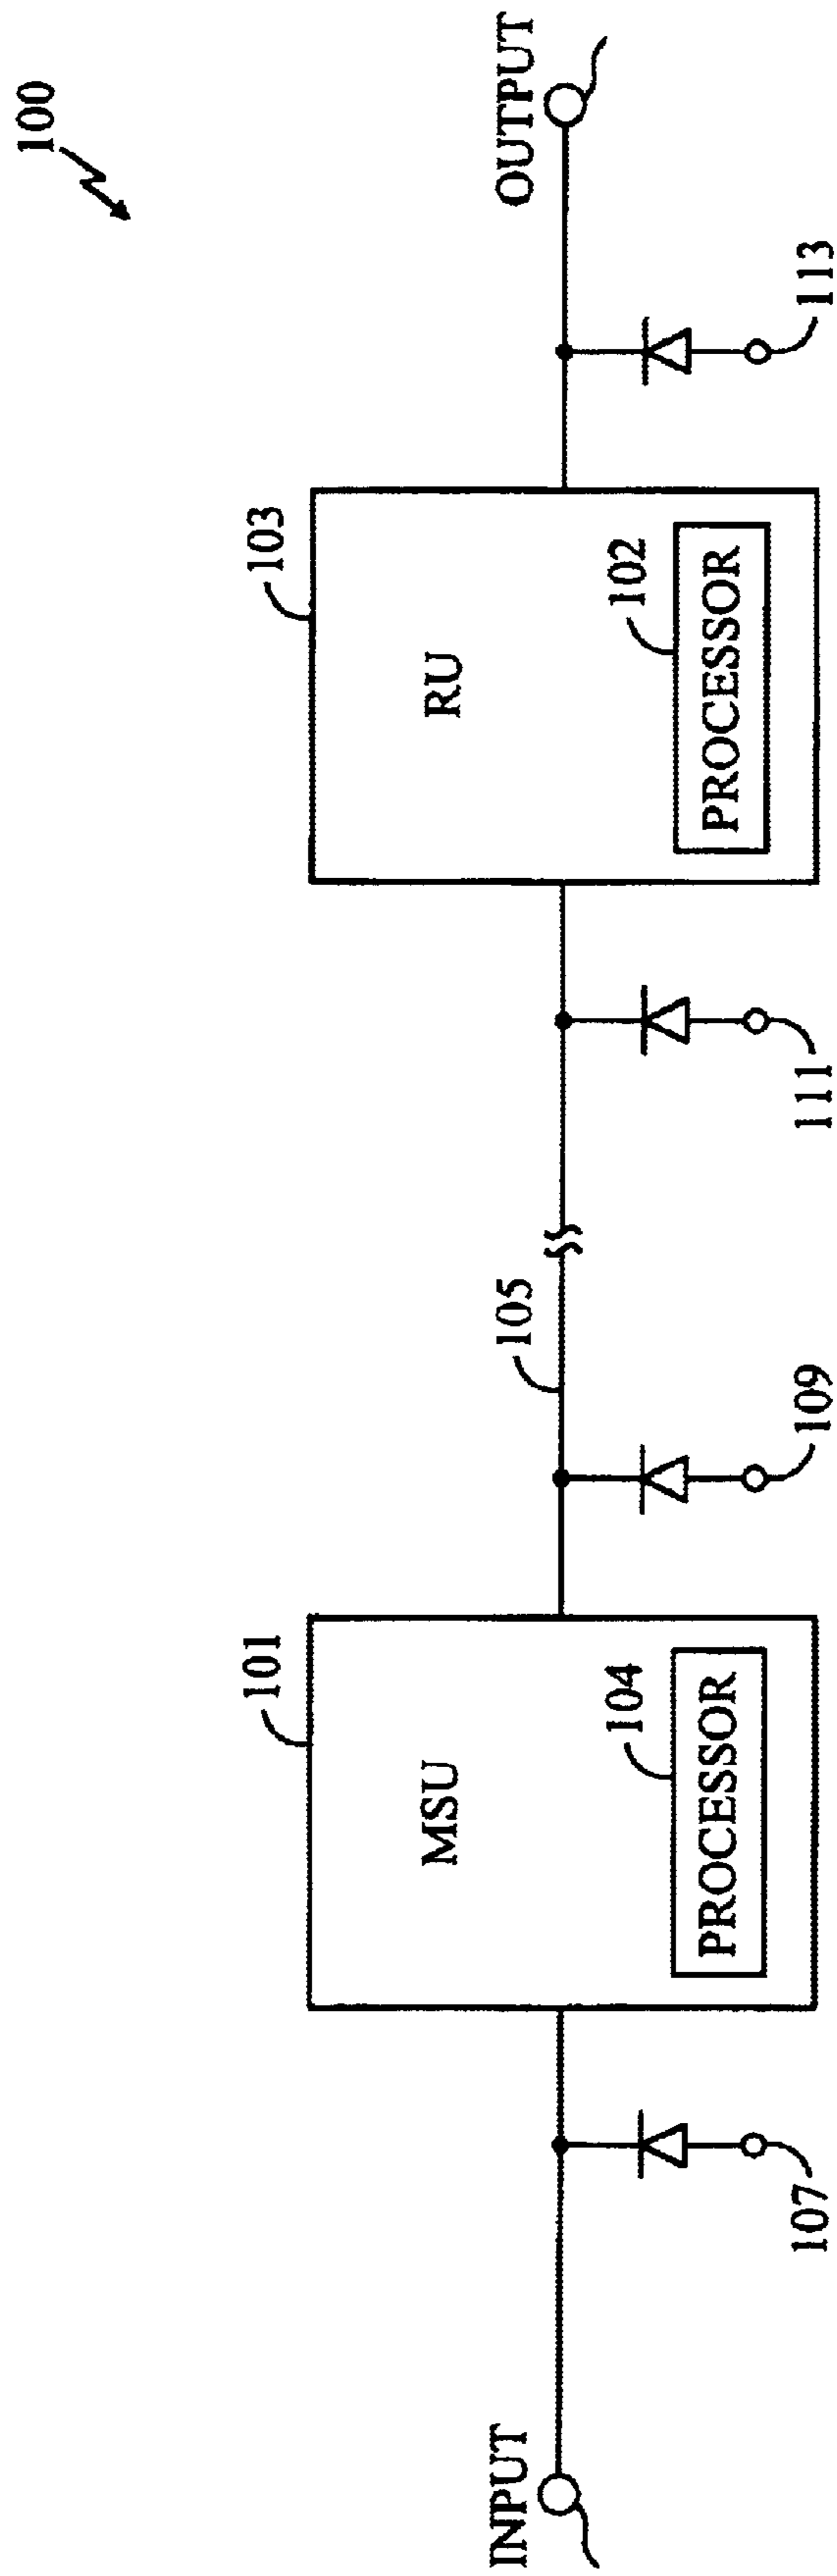 100
INPUT
107
101
MSU
104
PROCESSOR
109
105
111
103
RU
102
PROCESSOR
113
OUTPUT